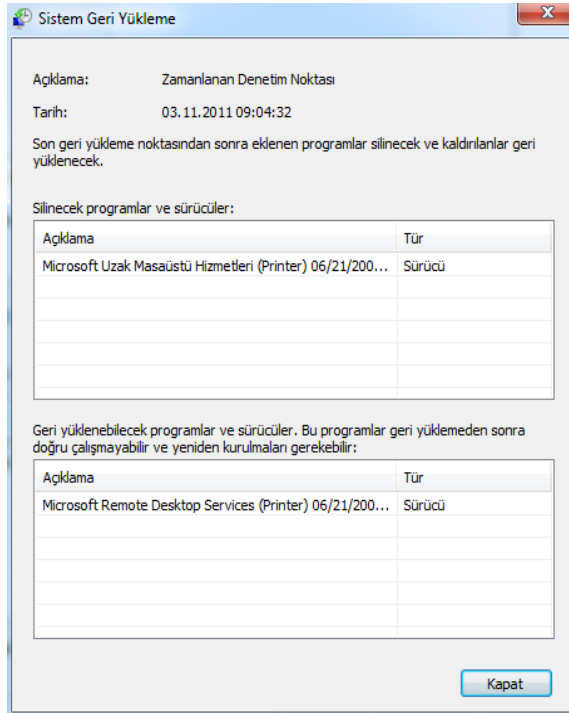 Sistem Geri Yükleme
Açıklama: Zamanlanan Denetim Noktası
Tarih: 03.11.2011 09:04:32
Son geri yükleme noktasından sonra eklenen programlar silinecek ve kaldırılanlar geri
yüklenecek.
Silinecek programlar ve sürücüler:
Açıklama Tür
Microsoft Uzak Masaüstü Hizmetleri (Printer) 06/21/200... Sürücü
Geri yüklenebilecek programlar ve sürücüler. Bu programlar geri yüklemeden sonra
doğru çalışmayabilir ve yeniden kurulmaları gerekebilir:
Açıklama Tür
Microsoft Remote Desktop Services (Printer) 06/21/200... Sürücü
Kapat